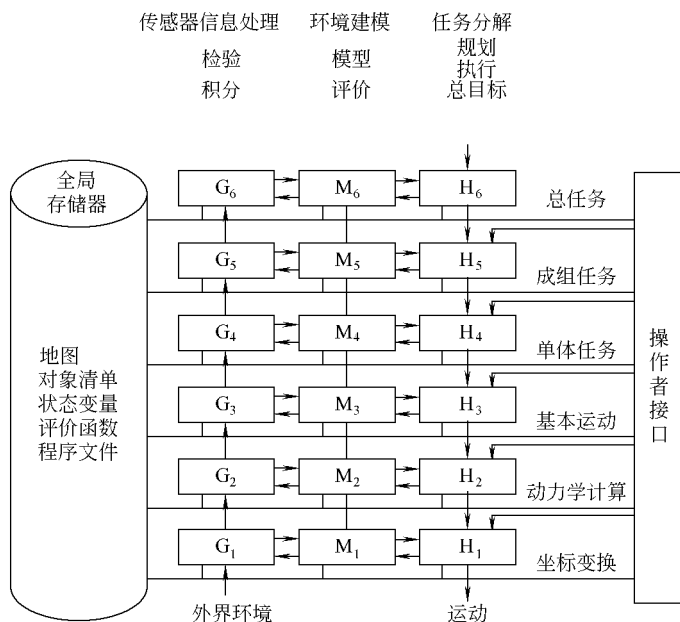 传感器信息处理 环境建模 任务分解
检验 模型 规划
执行
积分 评价 总目标
全局
存储器
G₆ M₆ H₆
总任务
G₅ M₅ H₅
成组任务
G₄ M₄ H₄
单体任务
G₃ M₃ H₃
基本运动
G₂ M₂ H₂
动力学计算
G₁ M₁ H₁
坐标变换
地图
对象清单
状态变量
评价函数
程序文件
操作者接口
外界环境 运动